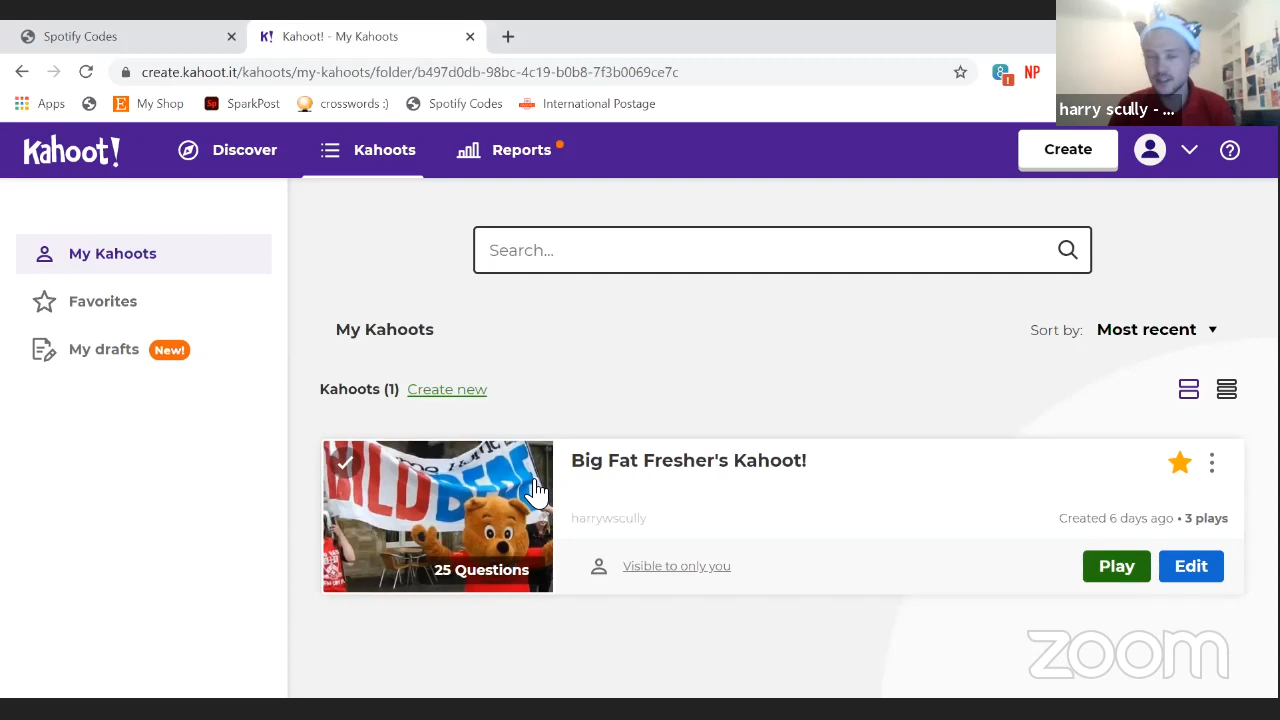 Spotify Codes
K! Kahoot! - My Kahoots
create.kahoot.it/kahoots/my-kahoots/folder/b497d0db-98bc-4c19-bfb8-7f3b0069ce7c
NP
Apps
E My Shop
Sp SparkPost
crosswords :)
Spotify Codes
International Postage
harry scully - ...
Kahoot!
Discover
Kahoots
Reports
Create
My Kahoots
Favorites
My drafts New!
Search...
My Kahoots
Sort by: Most recent
Kahoots (1) Create new
25 Questions
Big Fat Fresher's Kahoot!
harrywscully
Created 6 days ago • 3 plays
Visible to only you
Play
Edit
zoom